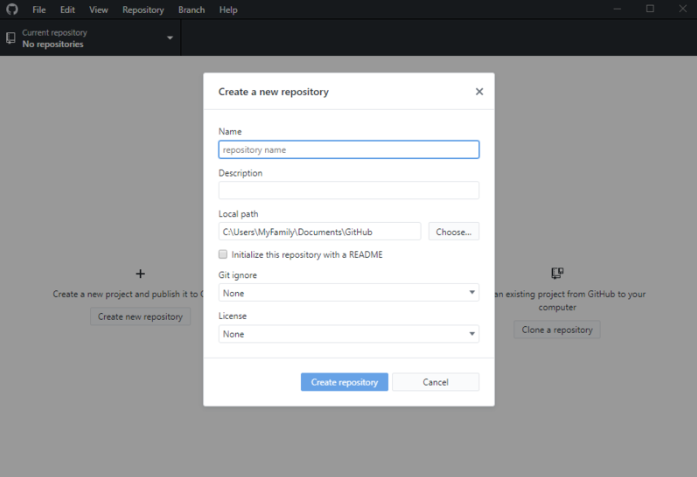 File Edit View Repository Branch Help
Current repository
No repositories
Create a new repository
Name
repository name
Description
Local path
C:\Users\MyFamily\Documents\GitHub
Choose...
Initialize this repository with a README
Git ignore
None
License
None
Create repository
Cancel
Create a new project and publish it to
Create new repository
an existing project from GitHub to your
computer
Clone a repository